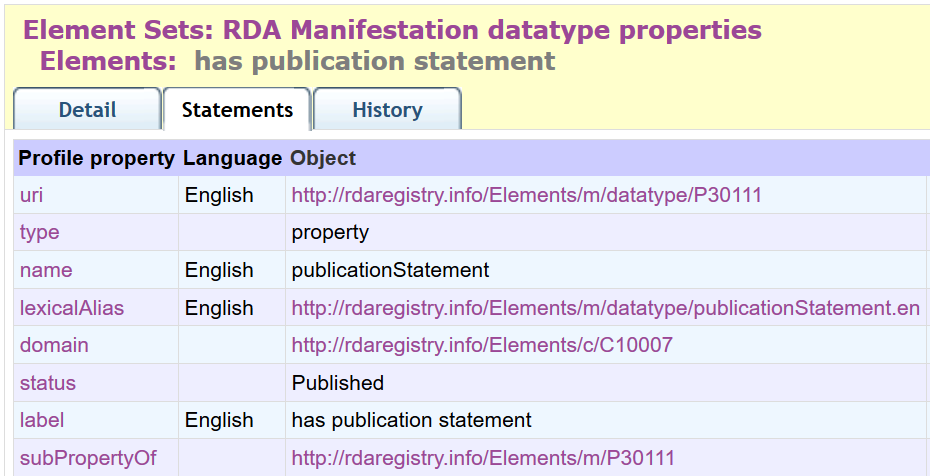 Element Sets: RDA Manifestation datatype properties
Elements: has publication statement
Detail Statements History
Profile property Language Object
uri English http://rdaregistry.info/Elements/m/datatype/P30111
type property
name English publicationStatement
lexicalAlias English http://rdaregistry.info/Elements/m/datatype/publicationStatement.en
domain http://rdaregistry.info/Elements/c/C10007
status Published
label English has publication statement
subPropertyOf http://rdaregistry.info/Elements/m/P30111